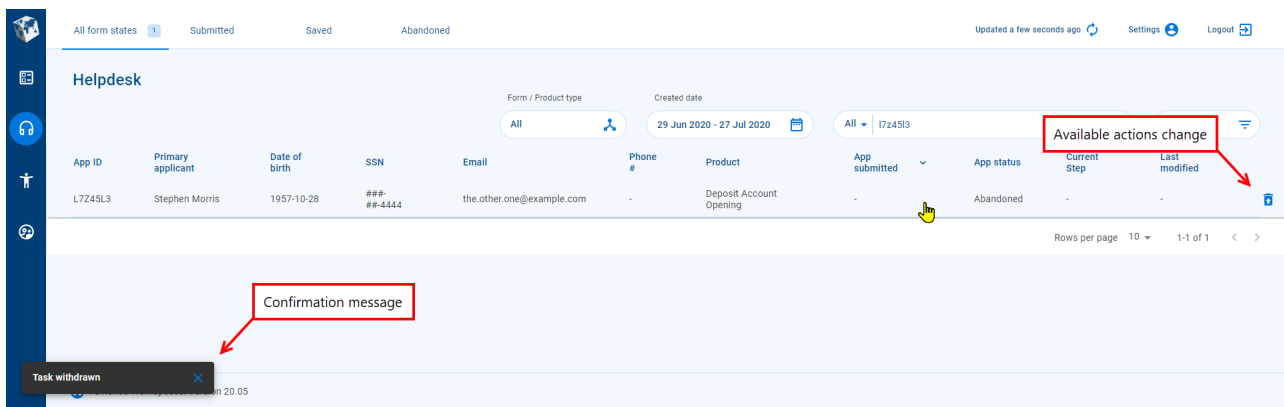 All form states 1 Submitted Saved Abandoned Updated a few seconds ago Settings Logout
Helpdesk
Form / Product type Created date
All 29 Jun 2020 - 27 Jul 2020 All l7z45l3
Available actions change
App ID Primary applicant Date of birth SSN Email Phone # Product App submitted App status Current Step Last modified
L7Z45L3 Stephen Morris 1957-10-28 ###-##-4444 the.other.one@example.com - Deposit Account Opening - Abandoned - -
Rows per page 10 1-1 of 1
Confirmation message
Task withdrawn
version 20.05